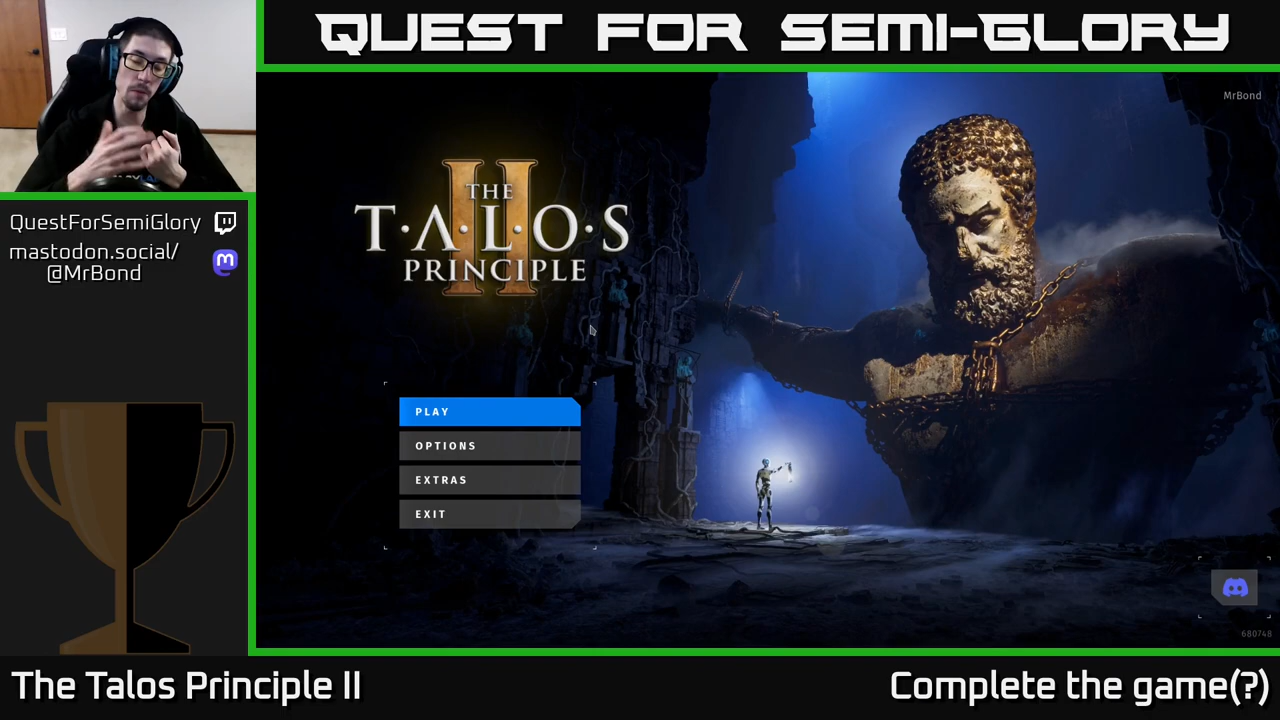 QUEST FOR SEMI-GLORY
MrBond
QuestForSemiGlory
mastodon.social/
@MrBond
THE
T·A·L·O·S
II
PRINCIPLE
PLAY
OPTIONS
EXTRAS
EXIT
680748
The Talos Principle II
Complete the game(?)